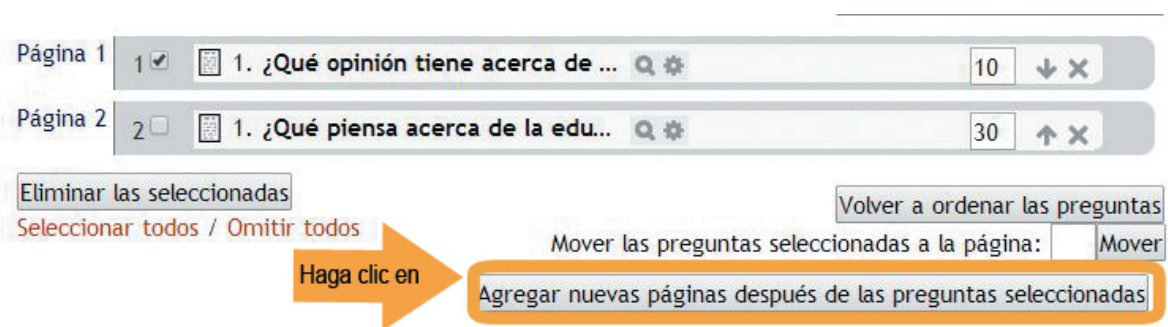 Página 1 1 1. ¿Qué opinión tiene acerca de ... 10
Página 2 2 1. ¿Qué piensa acerca de la edu... 30
Eliminar las seleccionadas
Volver a ordenar las preguntas
Seleccionar todos / Omitir todos
Mover las preguntas seleccionadas a la página: Mover
Haga clic en
Agregar nuevas páginas después de las preguntas seleccionadas